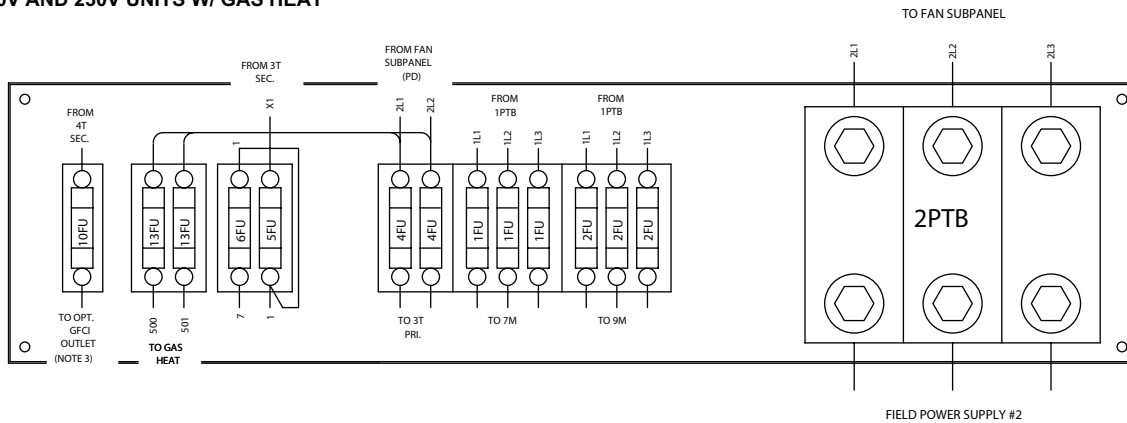 AND 230V UNITS W/ GAS HEAT
TO FAN SUBPANEL
2L1
2L2
2L3
FROM
4T
SEC.
FROM 3T
SEC.
X1
1
FROM FAN
SUBPANEL
(PD)
2L1
2L2
FROM
1PTB
1L1
1L2
1L3
FROM
1PTB
1L1
1L2
1L3
10FU
13FU
13FU
6FU
5FU
4FU
4FU
1FU
1FU
1FU
2FU
2FU
2FU
2PTB
TO OPT.
GFCI
OUTLET
(NOTE 3)
500
501
TO GAS
HEAT
7
1
TO 3T
PRI.
TO 7M
TO 9M
FIELD POWER SUPPLY #2